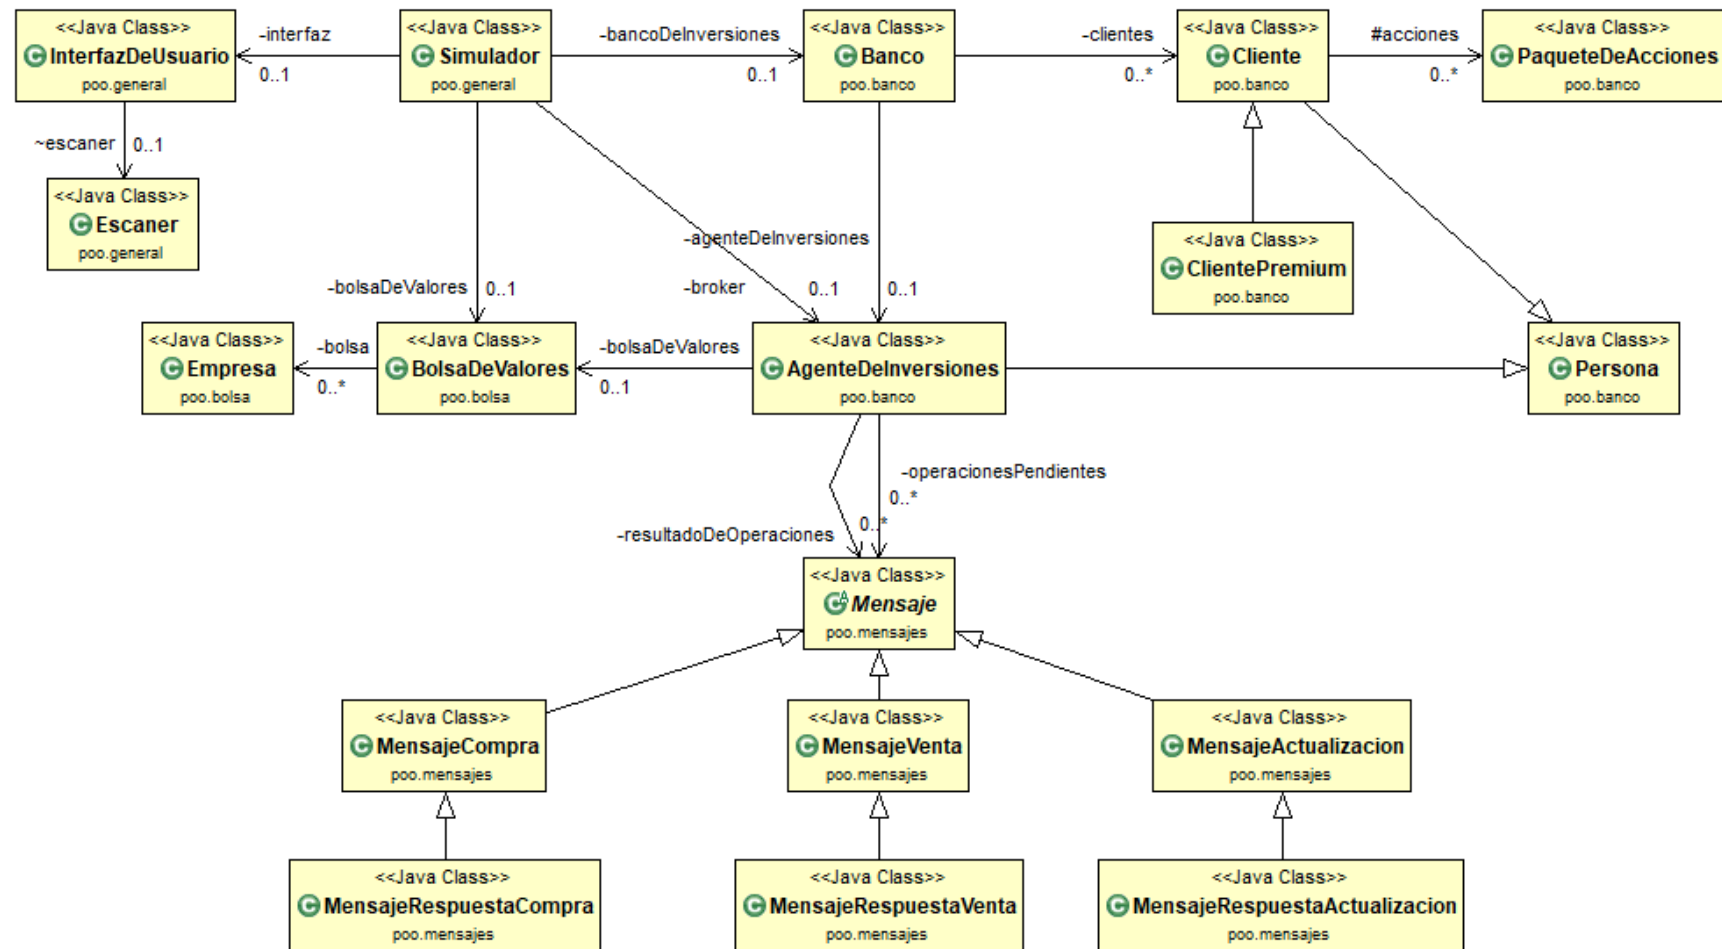 <<Java Class>>
InterfazDeUsuario
poo.general
-interfaz
0..1
<<Java Class>>
Simulador
poo.general
-bancoDeInversiones
0..1
<<Java Class>>
Banco
poo.banco
-clientes
0..*
<<Java Class>>
Cliente
poo.banco
#acciones
0..*
<<Java Class>>
PaqueteDeAcciones
poo.banco
~escaner
0..1
<<Java Class>>
Escaner
poo.general
-agenteDeInversiones
0..1
<<Java Class>>
ClientePremium
poo.banco
-bolsaDeValores
0..1
-broker
0..1
<<Java Class>>
Empresa
poo.bolsa
-bolsa
0..*
<<Java Class>>
BolsaDeValores
poo.bolsa
-bolsaDeValores
0..1
<<Java Class>>
AgenteDeInversiones
poo.banco
<<Java Class>>
Persona
poo.banco
-operacionesPendientes
0..*
-resultadoDeOperaciones
0..*
<<Java Class>>
Mensaje
poo.mensajes
<<Java Class>>
MensajeCompra
poo.mensajes
<<Java Class>>
MensajeVenta
poo.mensajes
<<Java Class>>
MensajeActualizacion
poo.mensajes
<<Java Class>>
MensajeRespuestaCompra
poo.mensajes
<<Java Class>>
MensajeRespuestaVenta
poo.mensajes
<<Java Class>>
MensajeRespuestaActualizacion
poo.mensajes